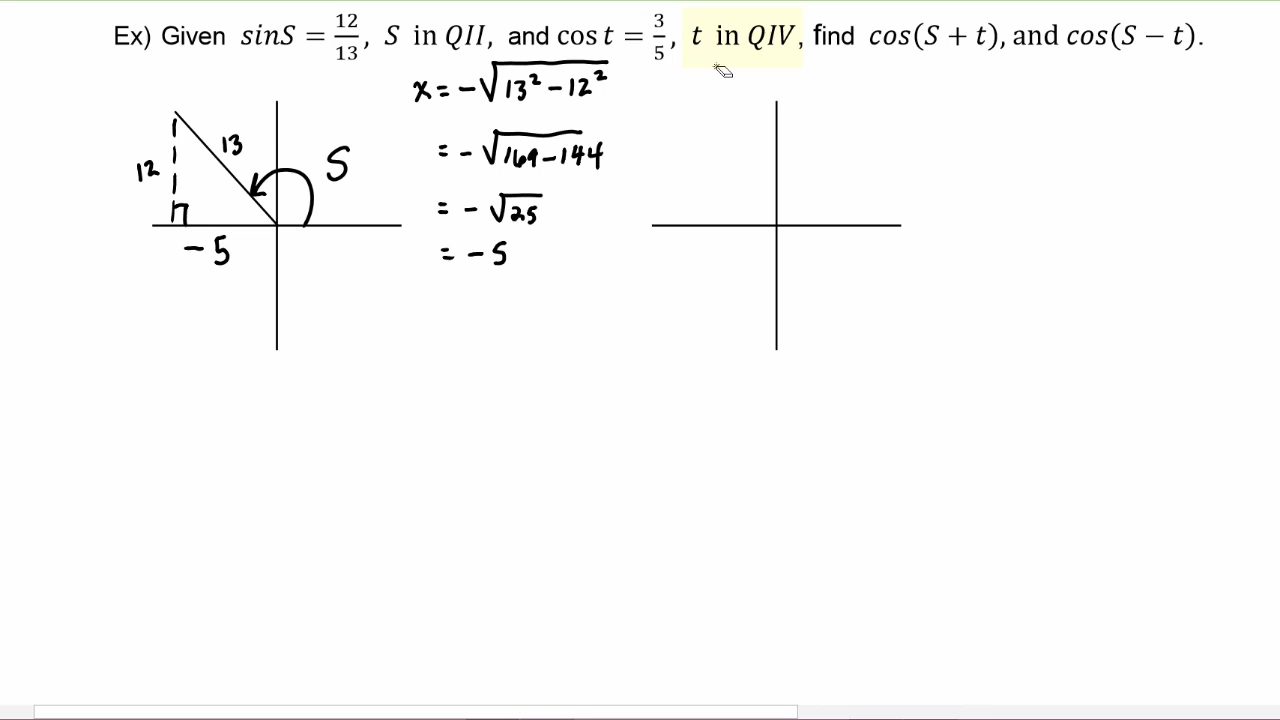 Ex) Given sinS = 12/13, S in QII, and cos t = 3/5, t in QIV, find cos(S + t), and cos(S − t).
x = -√(13² - 12²)
= -√(169 - 144)
= -√25
= -5
12
13
S
-5